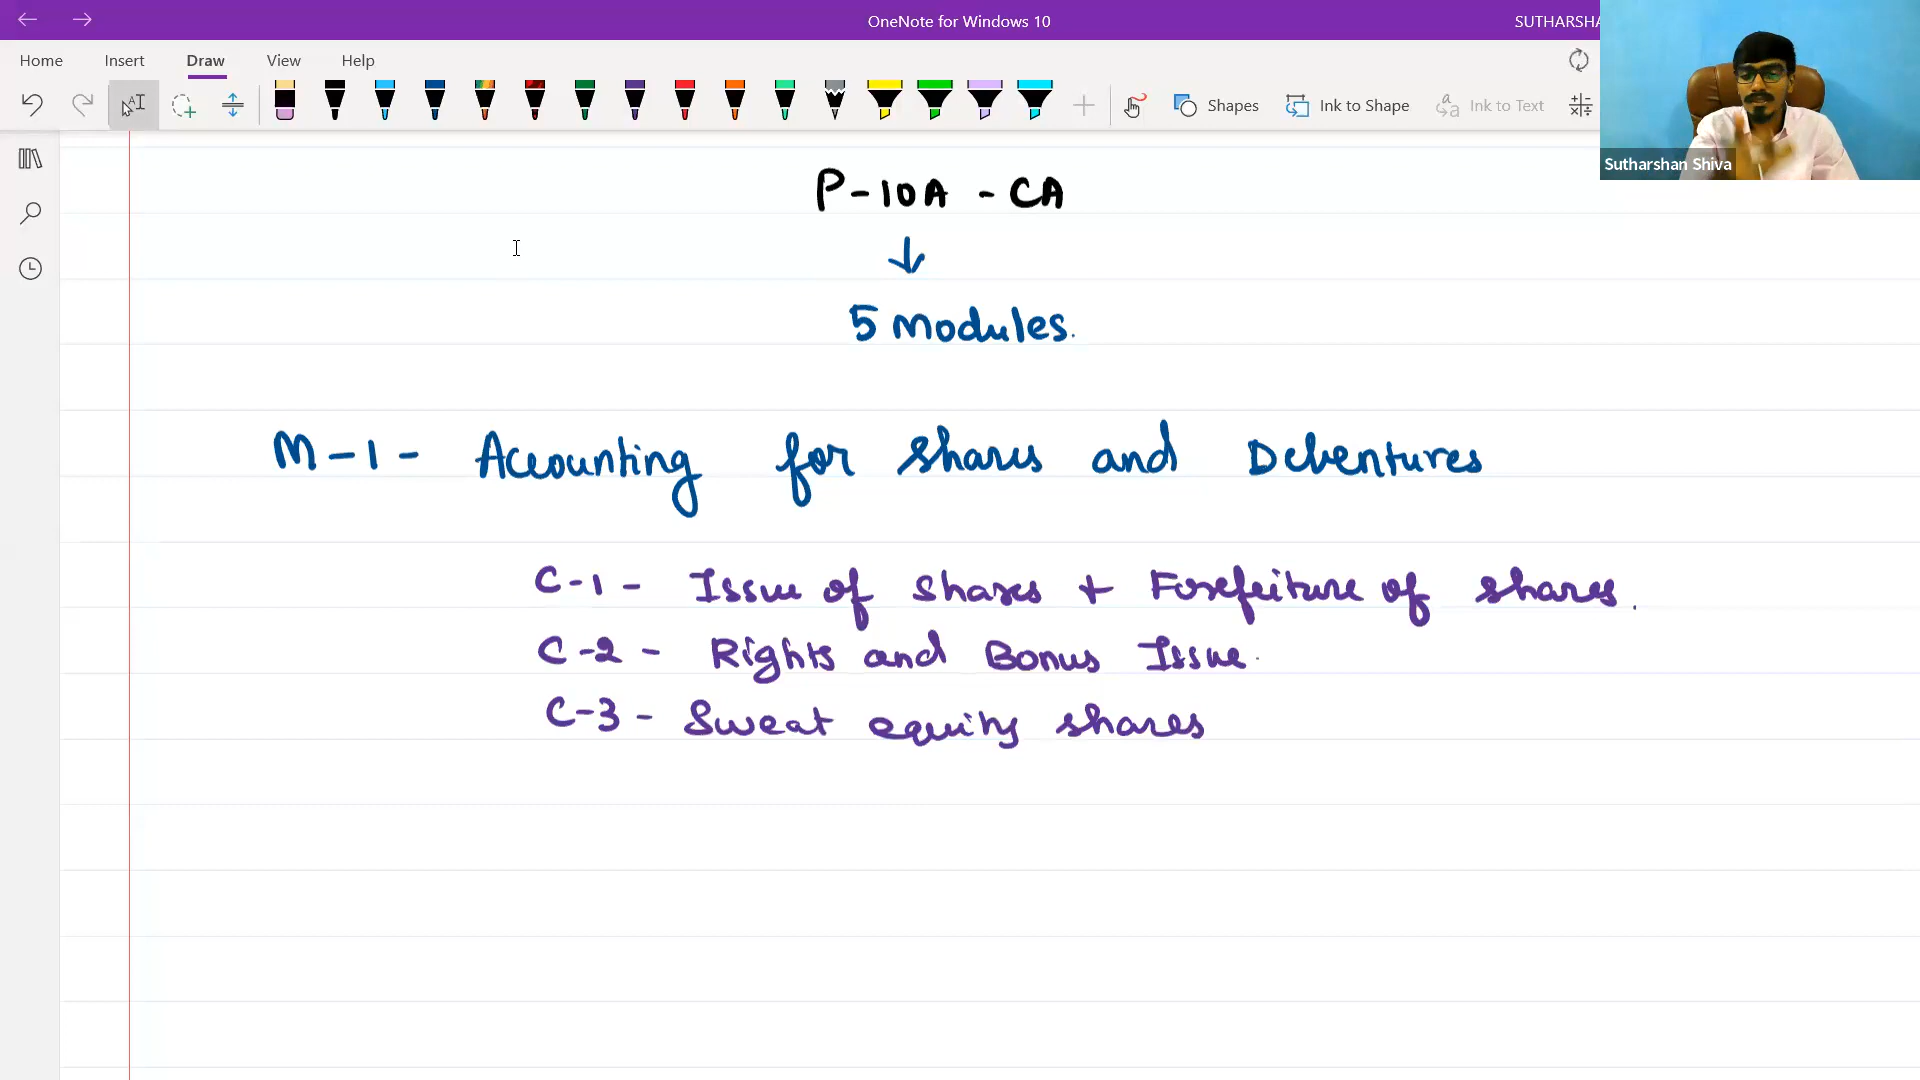 OneNote for Windows 10
SUTHARSHA
Home Insert Draw View Help
Shapes Ink to Shape Ink to Text
Sutharshan Shiva
P-10A - CA
↓
5 Modules.
M-1- Accounting for shares and Debentures
C-1 - Issue of shares + Forefeiture of shares.
C-2 - Rights and Bonus Issue.
C-3 - Sweat equity shares